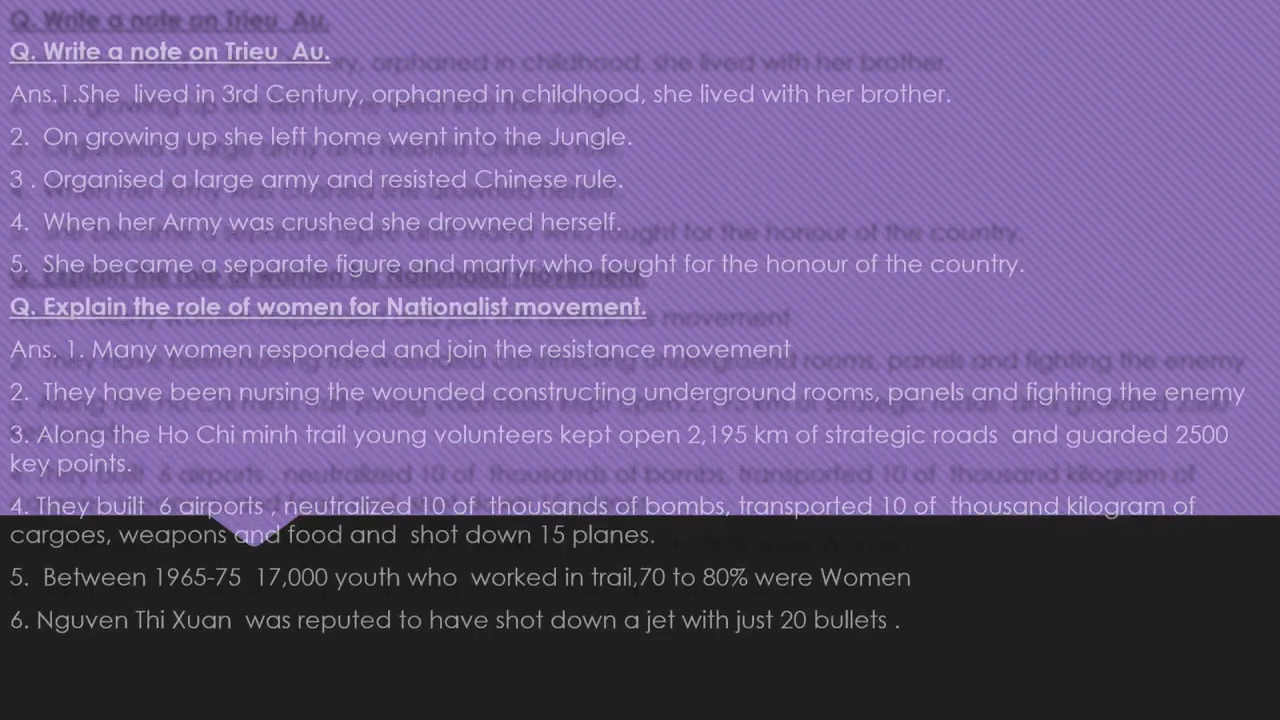 Q. Write a note on Trieu Au.
Ans.1.She lived in 3rd Century, orphaned in childhood, she lived with her brother.
2. On growing up she left home went into the Jungle.
3 . Organised a large army and resisted Chinese rule.
4. When her Army was crushed she drowned herself.
5. She became a separate figure and martyr who fought for the honour of the country.
Q. Explain the role of women for Nationalist movement.
Ans. 1. Many women responded and join the resistance movement
2. They have been nursing the wounded constructing underground rooms, panels and fighting the enemy
3. Along the Ho Chi minh trail young volunteers kept open 2,195 km of strategic roads and guarded 2500
key points.
4. They built 6 airports , neutralized 10 of thousands of bombs, transported 10 of thousand kilogram of
cargoes, weapons and food and shot down 15 planes.
5. Between 1965-75 17,000 youth who worked in trail,70 to 80% were Women
6. Nguven Thi Xuan was reputed to have shot down a jet with just 20 bullets .